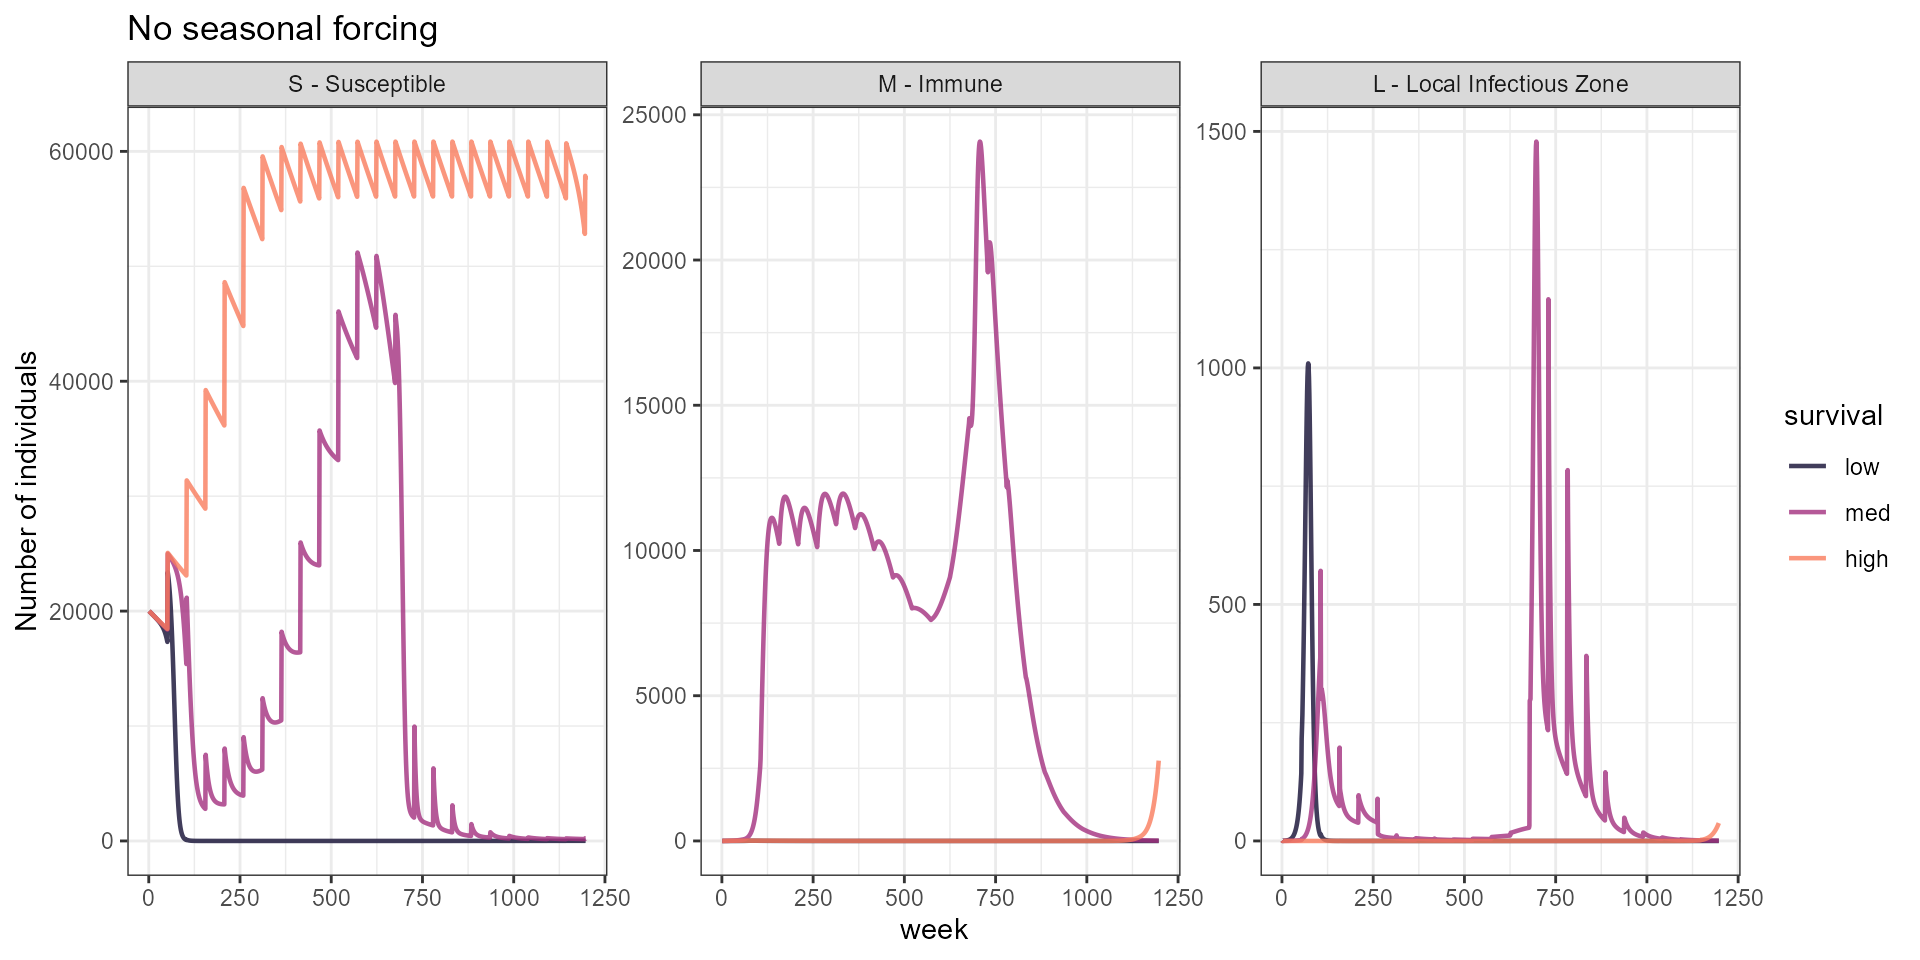 No seasonal forcing
S - Susceptible
M - Immune
L - Local Infectious Zone
Number of individuals
60000
40000
20000
0
25000
20000
15000
10000
5000
0
1500
1000
500
0
0 250 500 750 1000 1250
0 250 500 750 1000 1250
0 250 500 750 1000 1250
week
survival
low
med
high